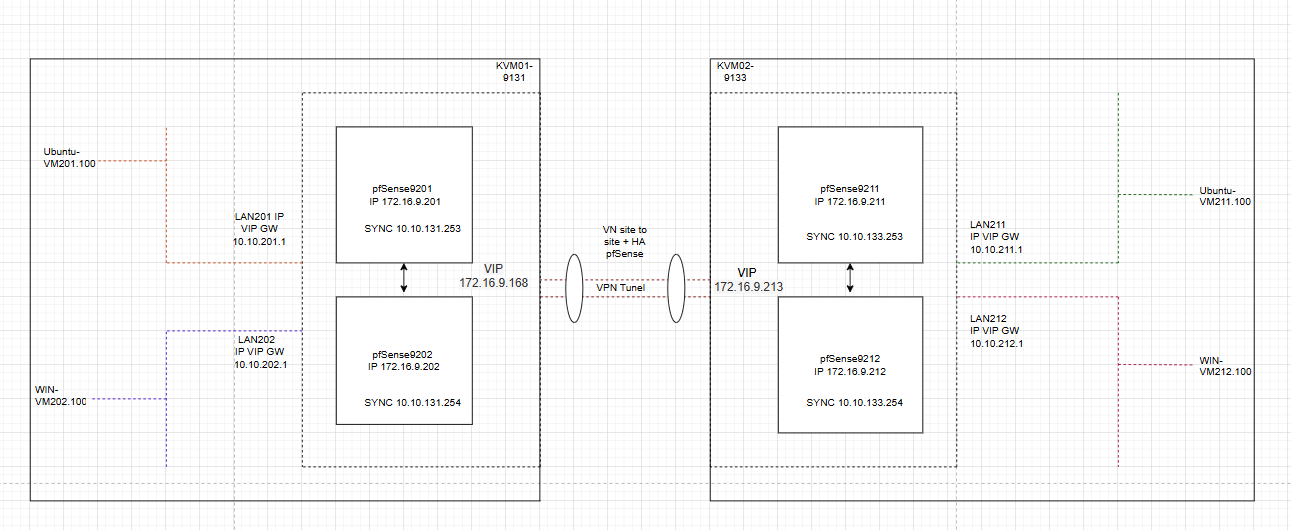 KVM01-
9131
Ubuntu-
VM201.100
LAN201 IP
VIP GW
10.10.201.1
LAN202
IP VIP GW
10.10.202.1
WIN-
VM202.100
pfSense9201
IP 172.16.9.201
SYNC 10.10.131.253
VIP
172.16.9.168
pfSense9202
IP 172.16.9.202
SYNC 10.10.131.254
VN site to
site + HA
pfSense
VPN Tunel
KVM02-
9133
pfSense9211
IP 172.16.9.211
SYNC 10.10.133.253
VIP
172.16.9.213
pfSense9212
IP 172.16.9.212
SYNC 10.10.133.254
LAN211
IP VIP GW
10.10.211.1
LAN212
IP VIP GW
10.10.212.1
Ubuntu-
VM211.100
WIN-
VM212.100